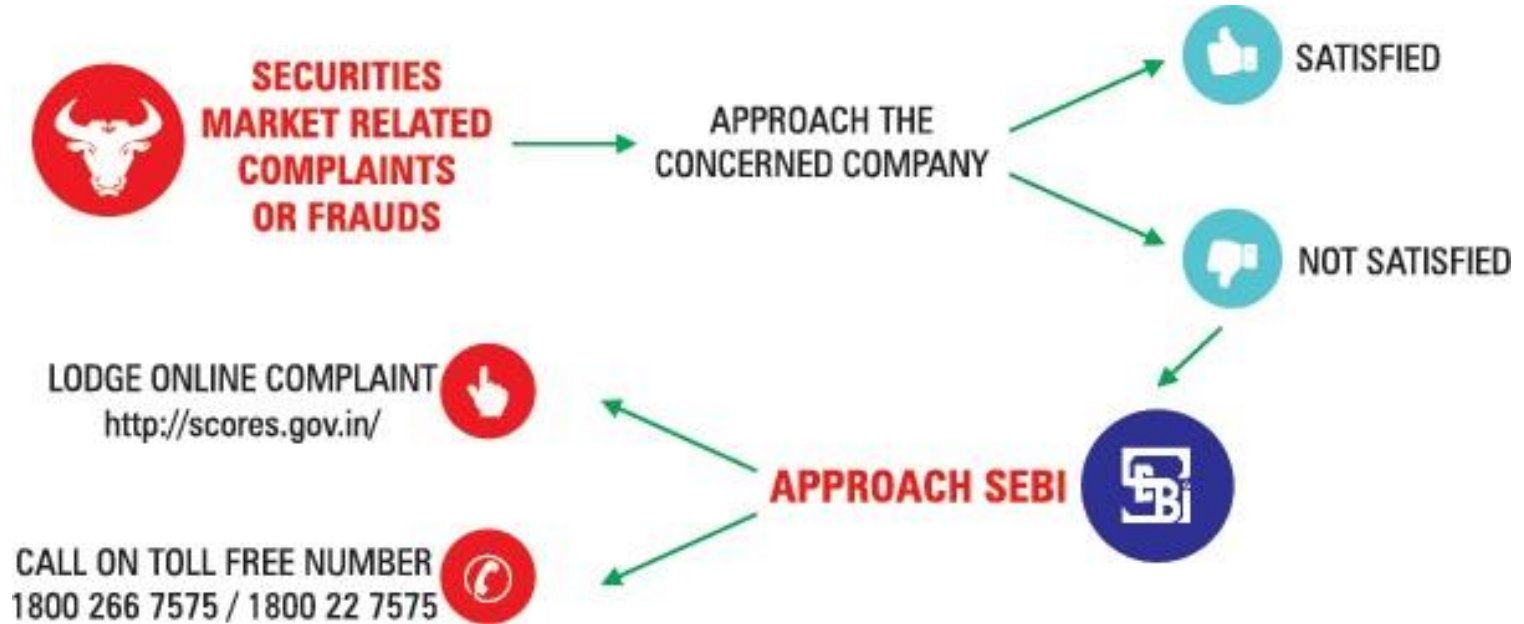 SECURITIES
MARKET RELATED
COMPLAINTS
OR FRAUDS
APPROACH THE
CONCERNED COMPANY
SATISFIED
NOT SATISFIED
APPROACH SEBI
SEBi
LODGE ONLINE COMPLAINT
http://scores.gov.in/
CALL ON TOLL FREE NUMBER
1800 266 7575 / 1800 22 7575